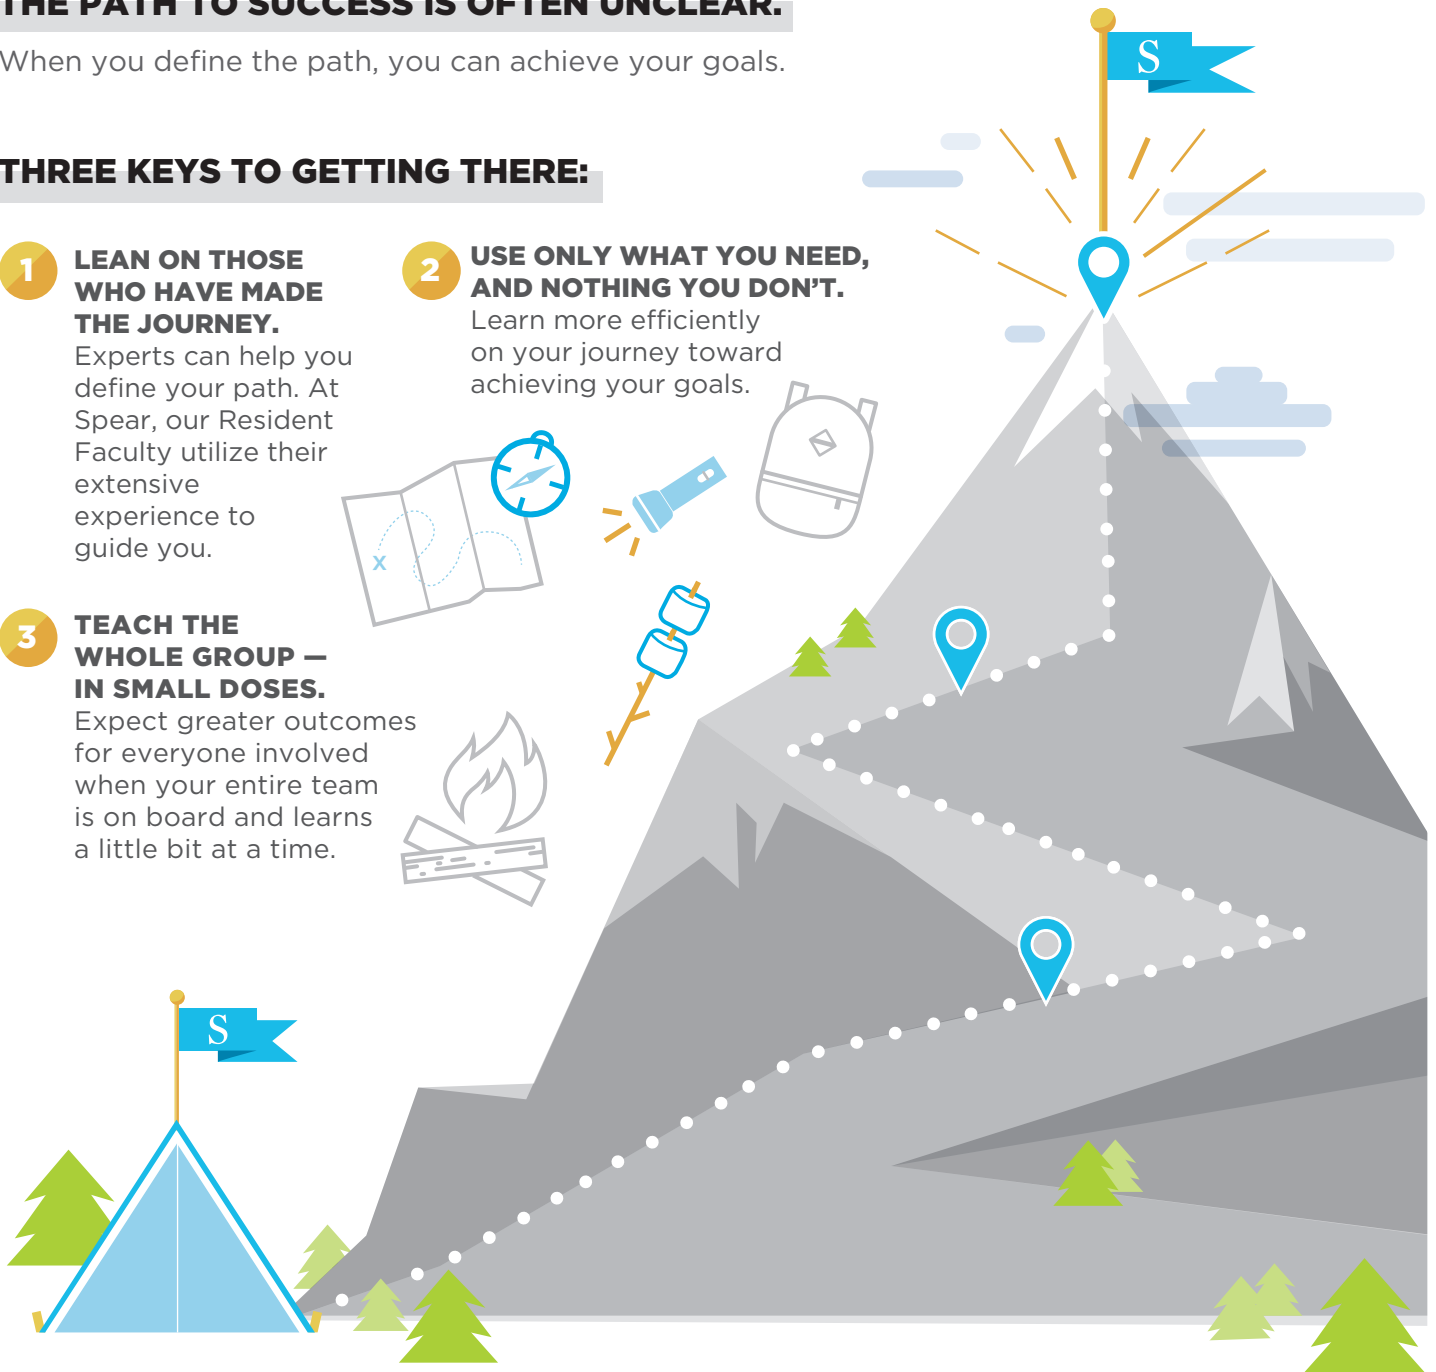 THE PATH TO SUCCESS IS OFTEN UNCLEAR.
When you define the path, you can achieve your goals.
THREE KEYS TO GETTING THERE:
1
LEAN ON THOSE
WHO HAVE MADE
THE JOURNEY.
Experts can help you
define your path. At
Spear, our Resident
Faculty utilize their
extensive
experience to
guide you.
2
USE ONLY WHAT YOU NEED,
AND NOTHING YOU DON'T.
Learn more efficiently
on your journey toward
achieving your goals.
3
TEACH THE
WHOLE GROUP —
IN SMALL DOSES.
Expect greater outcomes
for everyone involved
when your entire team
is on board and learns
a little bit at a time.
X
S
S